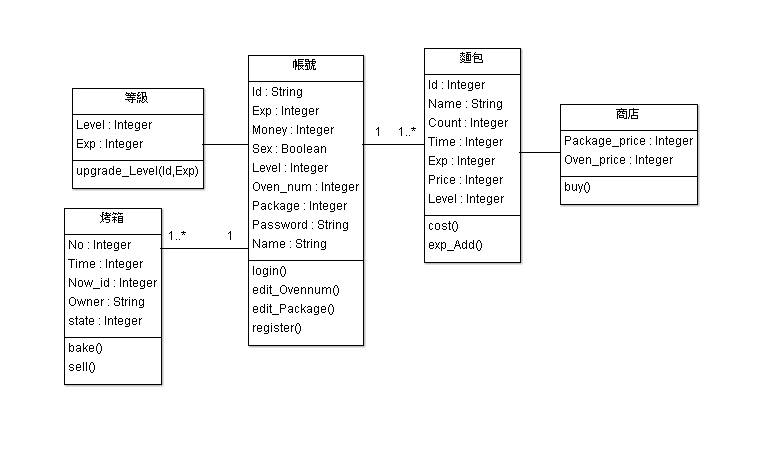 等級
Level : Integer
Exp : Integer
upgrade_Level(Id,Exp)
烤箱
No : Integer
Time : Integer
Now_id : Integer
Owner : String
state : Integer
bake()
sell()
1..*
1
帳號
Id : String
Exp : Integer
Money : Integer
Sex : Boolean
Level : Integer
Oven_num : Integer
Package : Integer
Password : String
Name : String
login()
edit_Ovennum()
edit_Package()
register()
1
1..*
麵包
Id : Integer
Name : String
Count : Integer
Time : Integer
Exp : Integer
Price : Integer
Level : Integer
cost()
exp_Add()
商店
Package_price : Integer
Oven_price : Integer
buy()